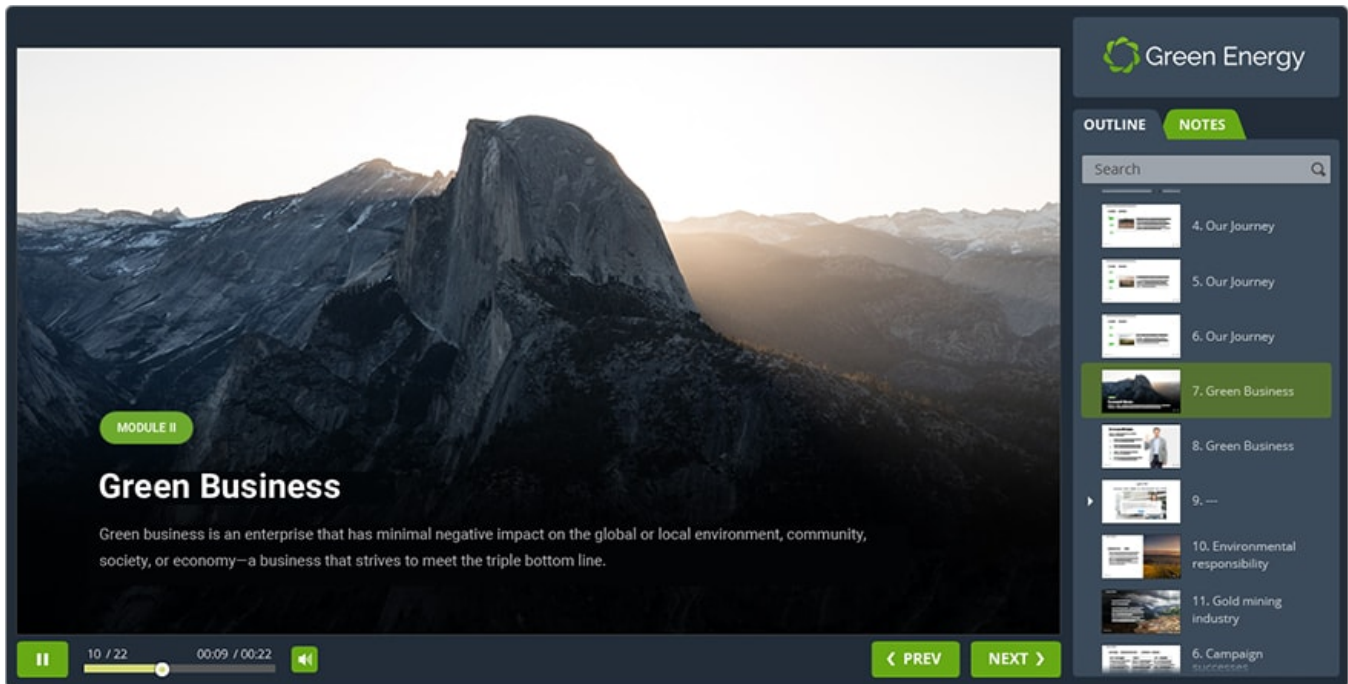 Green Energy
OUTLINE
NOTES
Search
4. Our Journey
5. Our Journey
6. Our Journey
7. Green Business
8. Green Business
9. ---
10. Environmental
responsibility
11. Gold mining
industry
6. Campaign
successes
MODULE II
Green Business
Green business is an enterprise that has minimal negative impact on the global or local environment, community,
society, or economy—a business that strives to meet the triple bottom line.
10 / 22
00:09 / 00:22
❮ PREV
NEXT ❯